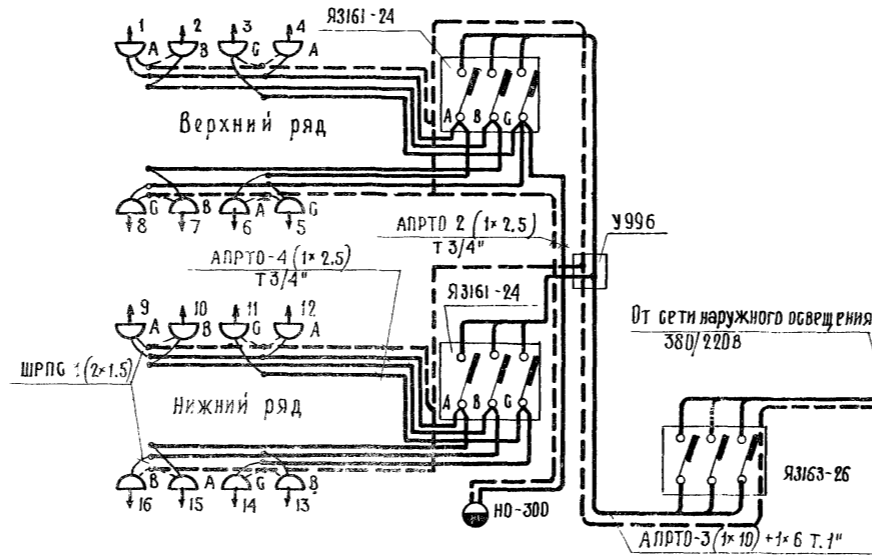 ЯЗ161-24
1 2 3 4
A B G A
A B G
Верхний ряд
G B A G
8 7 6 5
АПРТО 2 (1×2,5)
Т 3/4"
У996
АПРТО-4 (1×2,5)
Т 3/4"
ЯЗ161-24
9 10 11 12
A B G A
От сети наружного освещения
380/220В
ШРПС 1 (2×1.5)
A B G
Нижний ряд
B A G B
16 15 14 13
НО-300
ЯЗ163-26
АПРТО-3 (1×10) +1×6 Т.1"